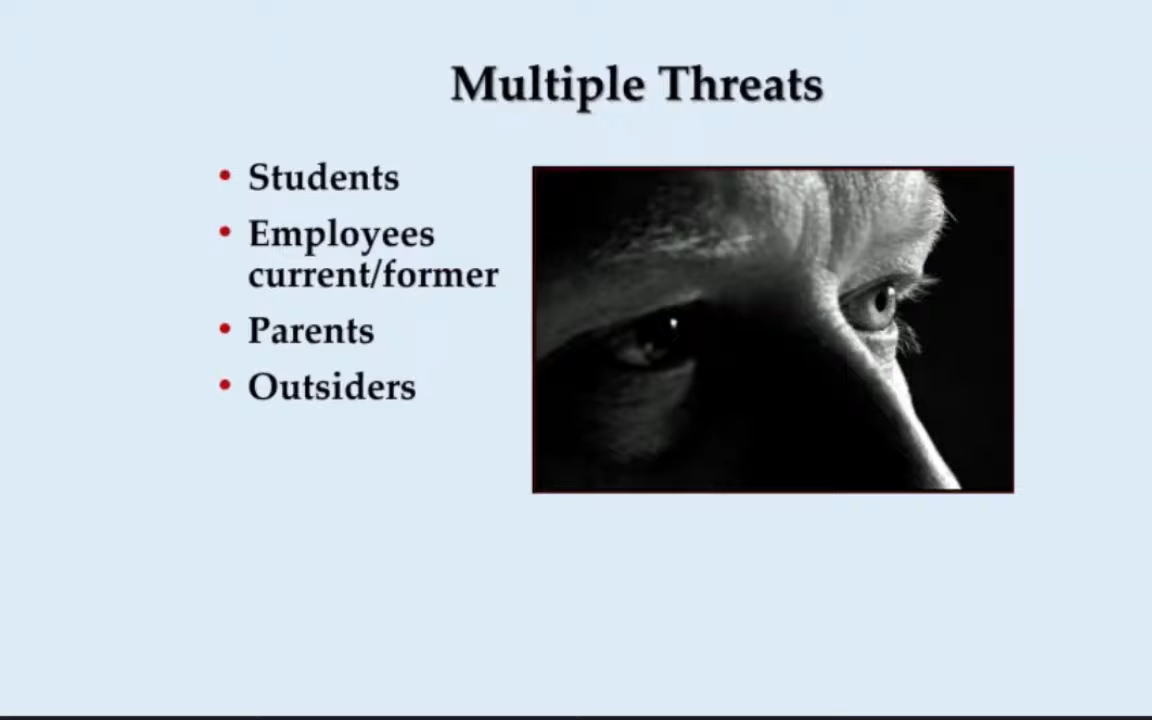 Multiple Threats
• Students
• Employees
current/former
• Parents
• Outsiders